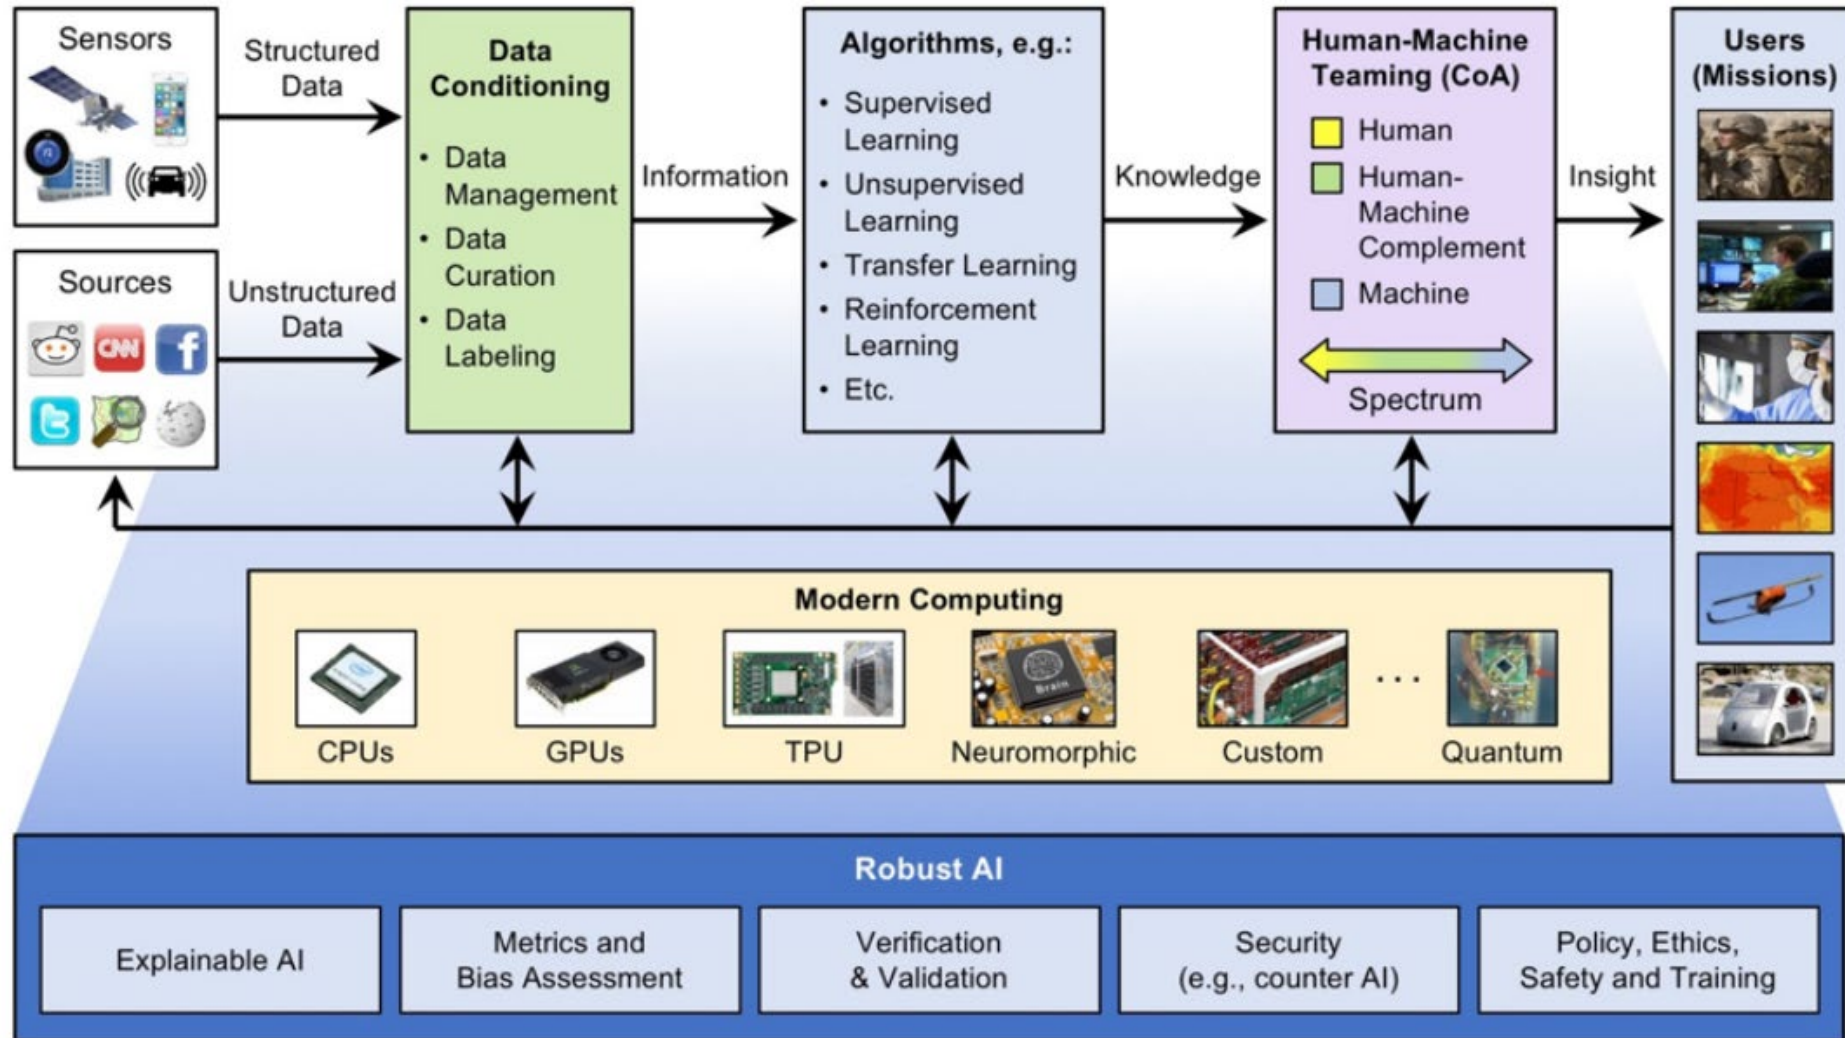 Sensors
Structured
Data
Sources
CNN
f
t
Unstructured
Data
Data
Conditioning
• Data
Management
• Data
Curation
• Data
Labeling
Information
Algorithms, e.g.:
• Supervised
Learning
• Unsupervised
Learning
• Transfer Learning
• Reinforcement
Learning
• Etc.
Knowledge
Human-Machine
Teaming (CoA)
Human
Human-
Machine
Complement
Machine
Spectrum
Insight
Users
(Missions)
Modern Computing
Brain
CPUs
GPUs
TPU
Neuromorphic
Custom
...
Quantum
Robust AI
Explainable AI
Metrics and
Bias Assessment
Verification
& Validation
Security
(e.g., counter AI)
Policy, Ethics,
Safety and Training